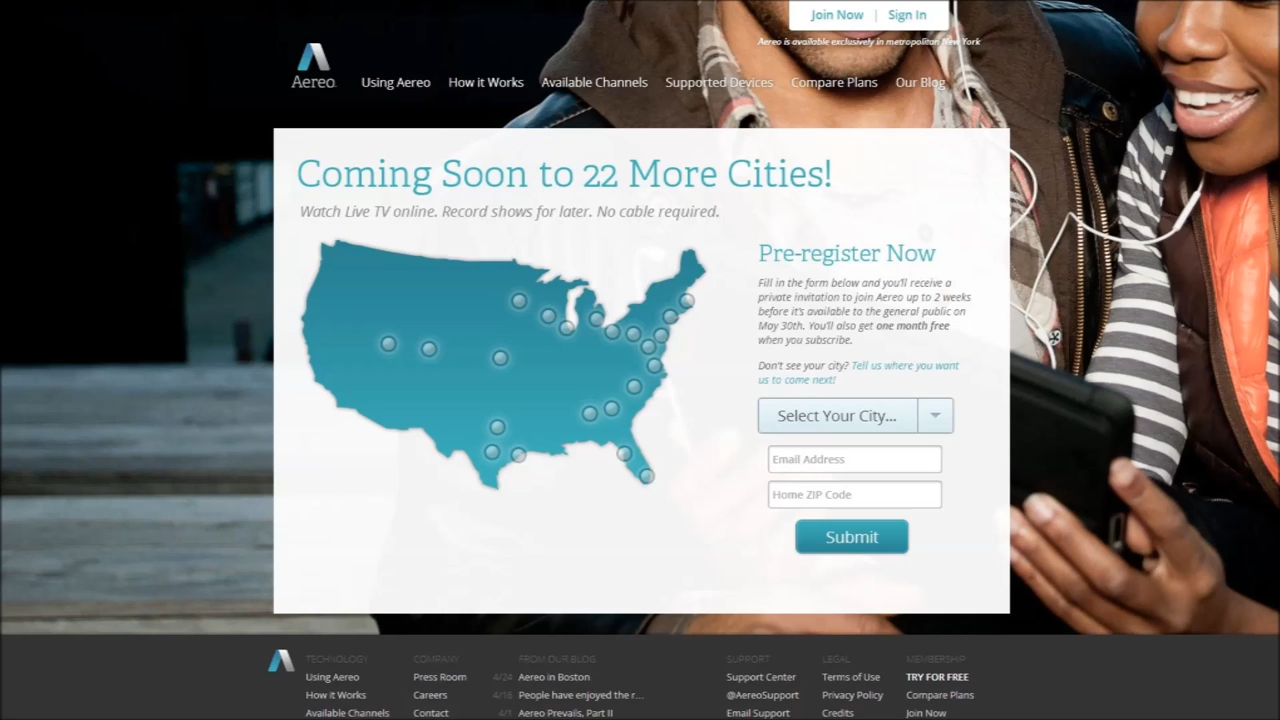 Join Now | Sign In
Aereo is available exclusively in metropolitan New York
Aereo
Using Aereo How it Works Available Channels Supported Devices Compare Plans Our Blog
Coming Soon to 22 More Cities!
Watch Live TV online. Record shows for later. No cable required.
Pre-register Now
Fill in the form below and you'll receive a
private invitation to join Aereo up to 2 weeks
before it's available to the general public on
May 30th. You'll also get one month free
when you subscribe.
Don't see your city? Tell us where you want
us to come next!
Select Your City...
Email Address
Home ZIP Code
Submit
TECHNOLOGY COMPANY FROM OUR BLOG SUPPORT LEGAL MEMBERSHIP
Using Aereo Press Room 4/24 Aereo in Boston Support Center Terms of Use TRY FOR FREE
How it Works Careers 4/16 People have enjoyed the r... @AereoSupport Privacy Policy Compare Plans
Available Channels Contact 4/1 Aereo Prevails, Part II Email Support Credits Join Now